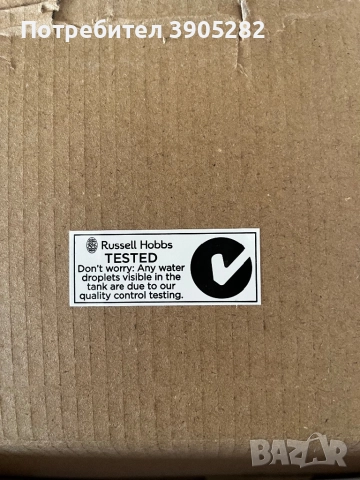 Потребител 3905282
Russell Hobbs
TESTED
Don't worry: Any water
droplets visible in the
tank are due to our
quality control testing.
BAZAR